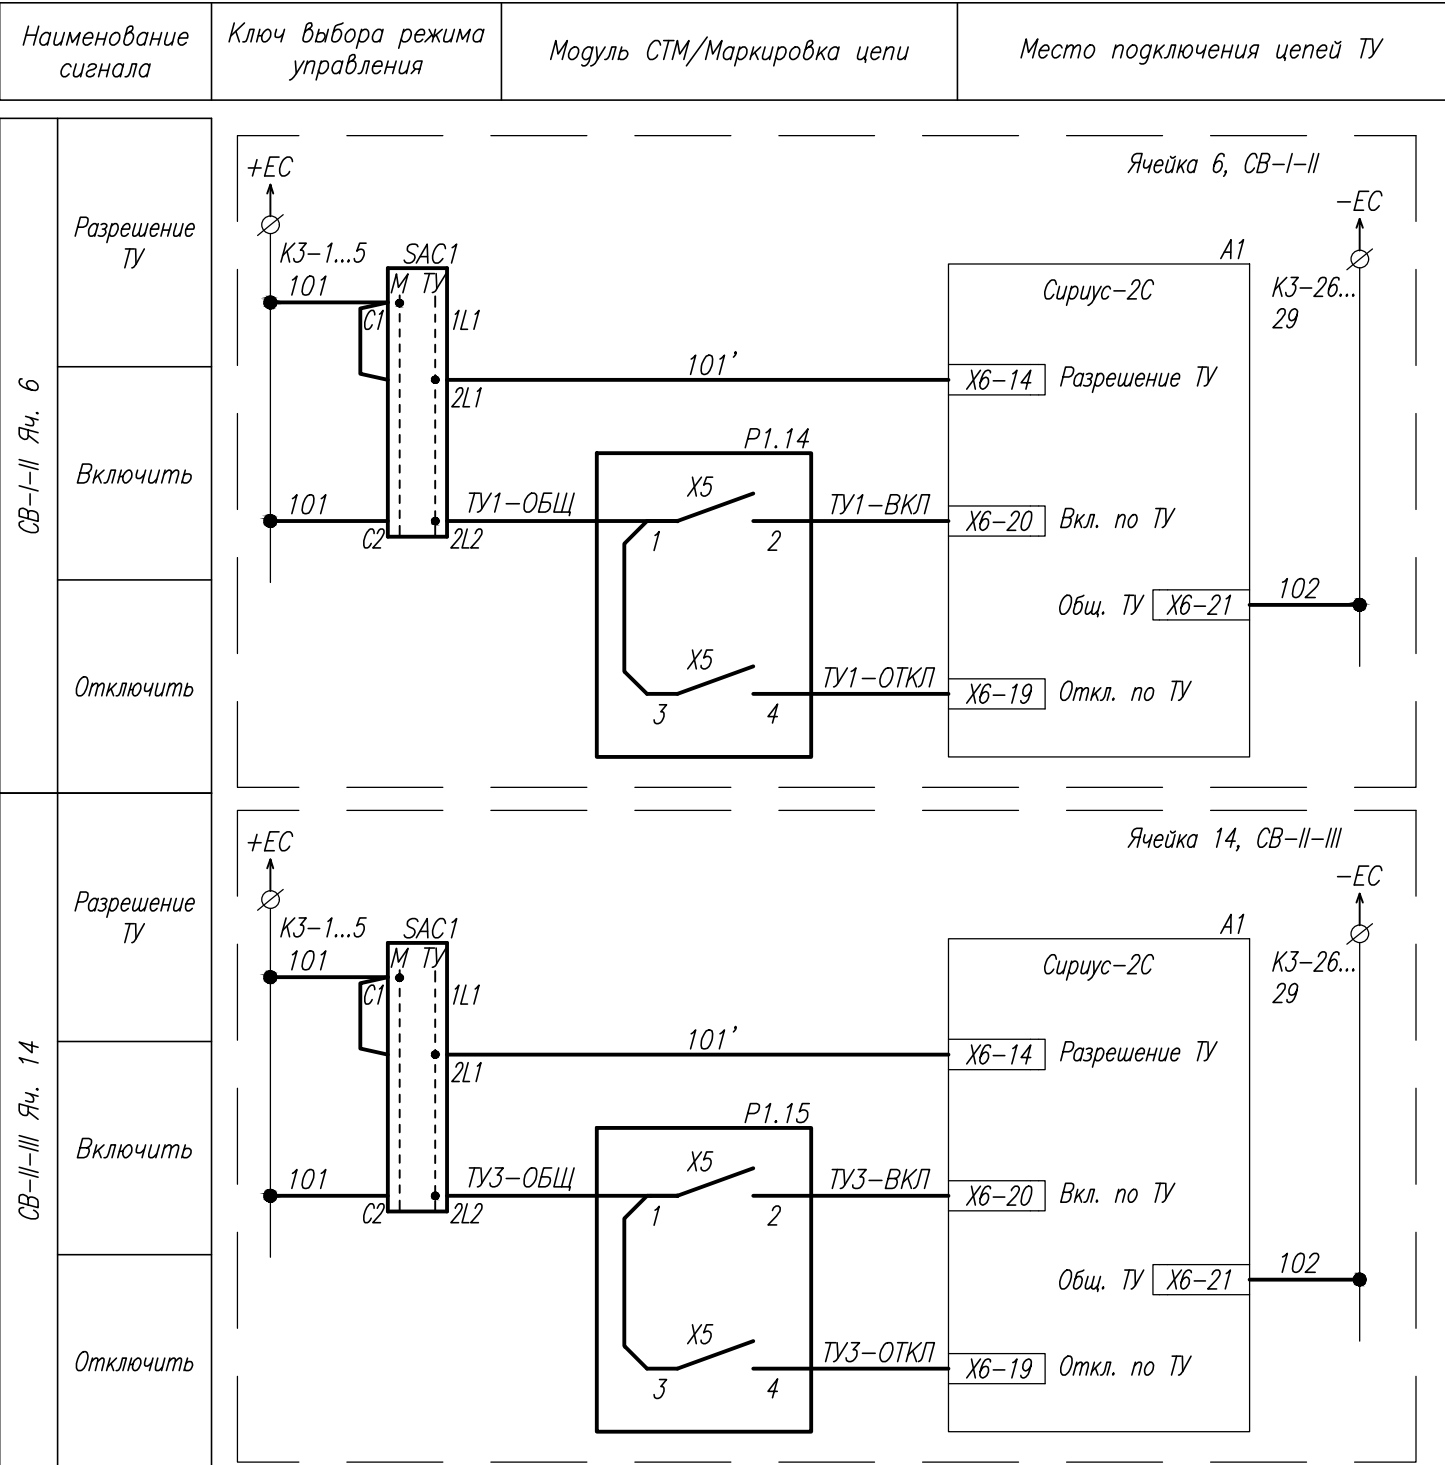 Наименование
сигнала
Ключ выбора режима
управления
Модуль СТМ/Маркировка цепи
Место подключения цепей ТУ
СВ-I-II Яч. 6
Разрешение
ТУ
Включить
Отключить
Ячейка 6, СВ-I-II
+ЕС
К3-1...5
SAC1
101
М ТУ
С1
1L1
101'
2L1
101
С2
2L2
ТУ1-ОБЩ
Р1.14
Х5
1
2
ТУ1-ВКЛ
Х5
3
4
ТУ1-ОТКЛ
А1
Сириус-2С
Х6-14
Разрешение ТУ
Х6-20
Вкл. по ТУ
Общ. ТУ
Х6-21
Х6-19
Откл. по ТУ
-ЕС
К3-26...
29
102
СВ-II-III Яч. 14
Разрешение
ТУ
Включить
Отключить
Ячейка 14, СВ-II-III
+ЕС
К3-1...5
SAC1
101
М ТУ
С1
1L1
101'
2L1
101
С2
2L2
ТУ3-ОБЩ
Р1.15
Х5
1
2
ТУ3-ВКЛ
Х5
3
4
ТУ3-ОТКЛ
А1
Сириус-2С
Х6-14
Разрешение ТУ
Х6-20
Вкл. по ТУ
Общ. ТУ
Х6-21
Х6-19
Откл. по ТУ
-ЕС
К3-26...
29
102